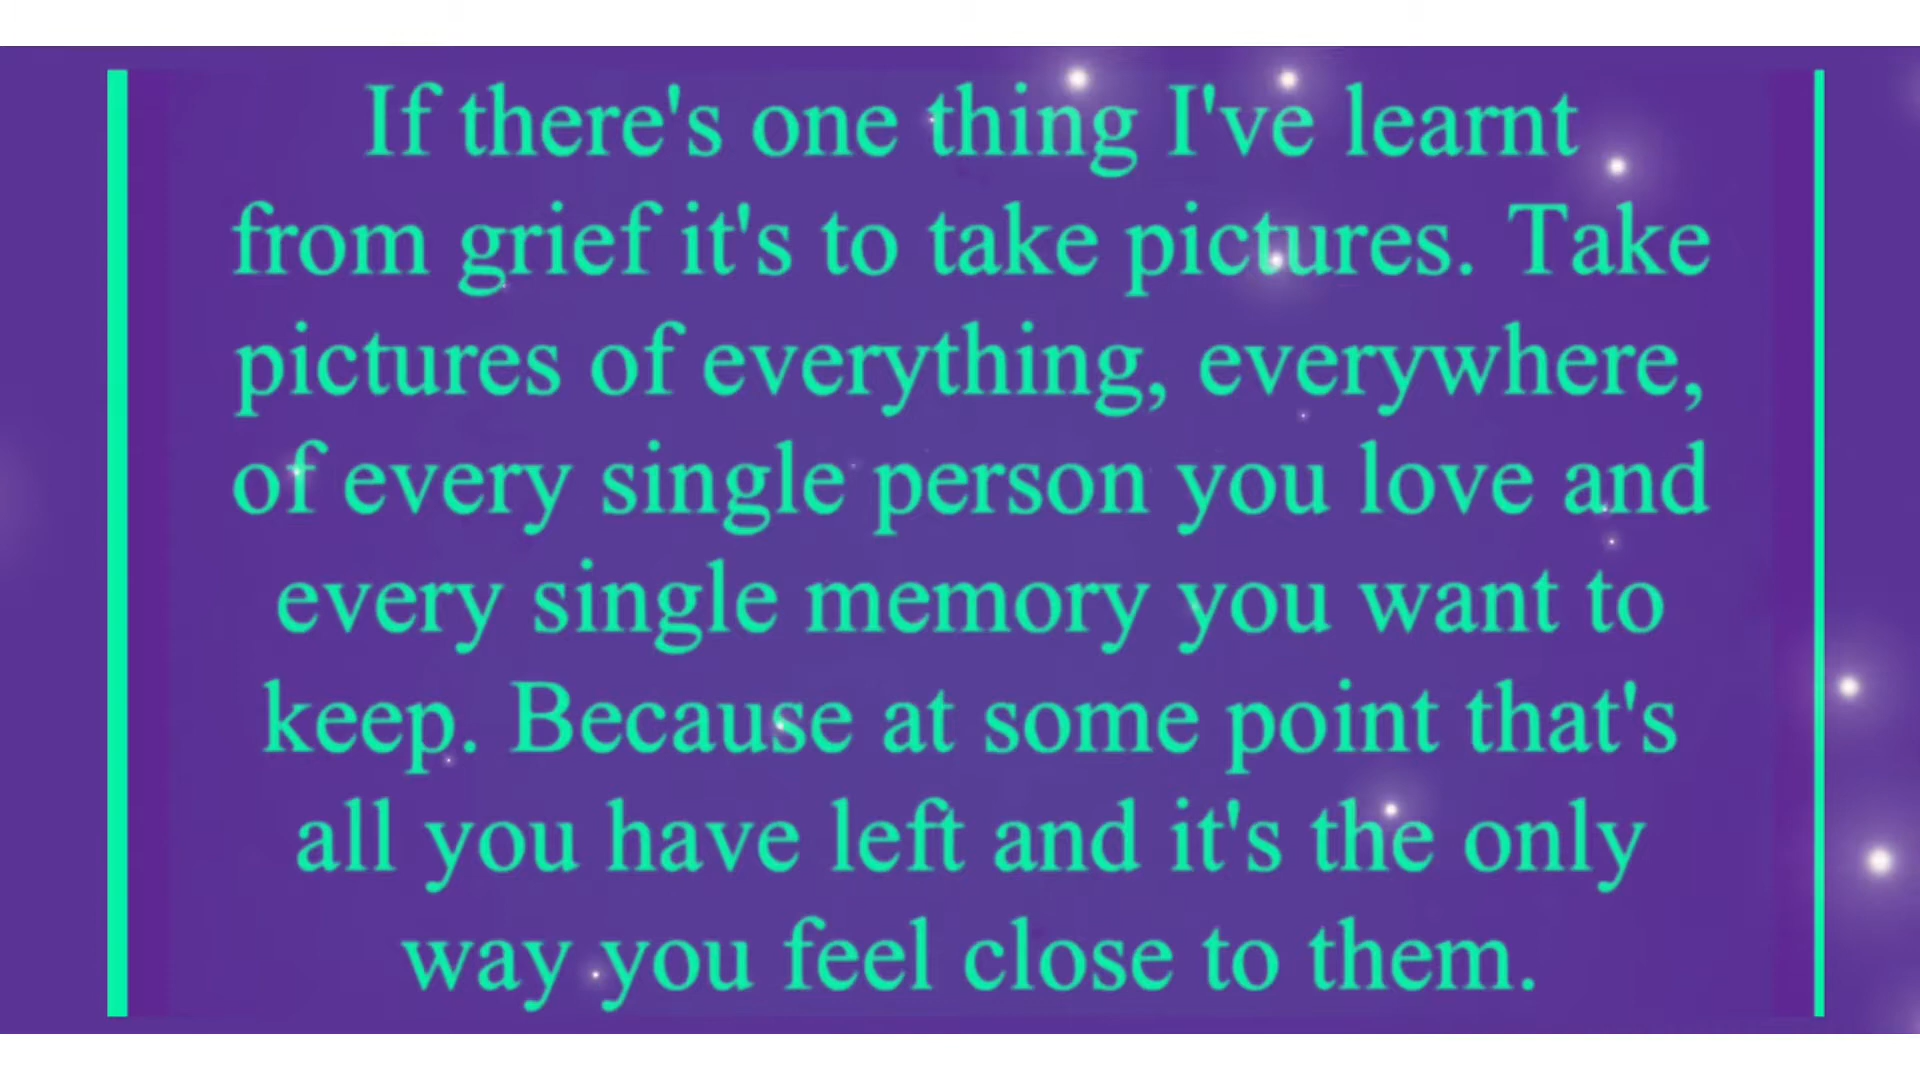 If there's one thing I've learnt
from grief it's to take pictures. Take
pictures of everything, everywhere,
of every single person you love and
every single memory you want to
keep. Because at some point that's
all you have left and it's the only
way you feel close to them.